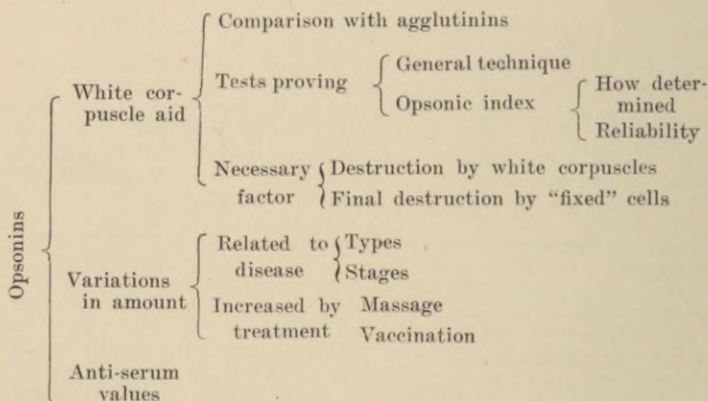 Opsonins
White cor-
puscle aid
Comparison with agglutinins
Tests proving
General technique
Opsonic index
How deter-
mined
Reliability
Necessary
factor
Destruction by white corpuscles
Final destruction by "fixed" cells
Variations
in amount
Related to
disease
Types
Stages
Increased by
treatment
Massage
Vaccination
Anti-serum
values